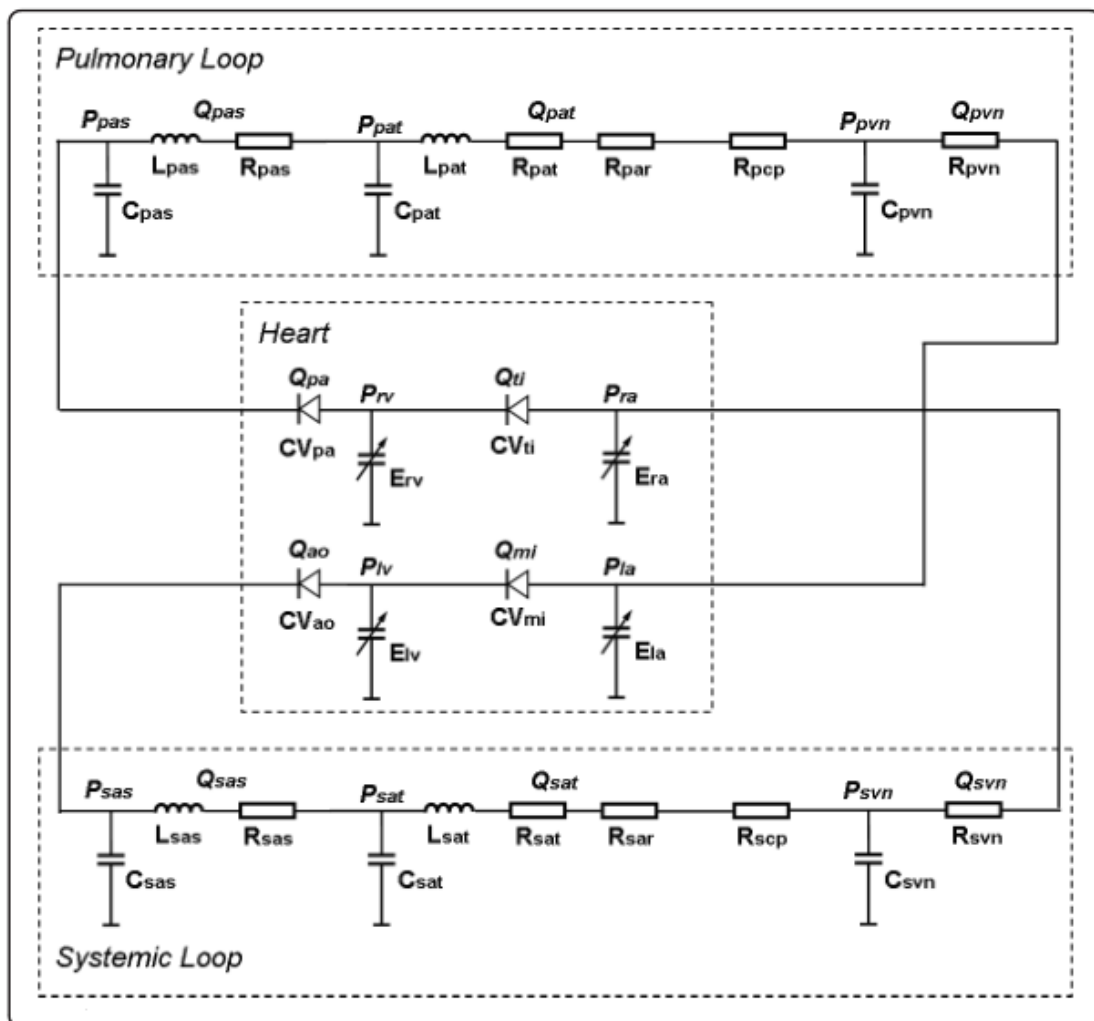 Pulmonary Loop
Qpas Qpat Qpvn
Ppas Ppat Ppvn
Lpas Rpas Lpat Rpat Rpar Rpcp Rpvn
Cpas Cpat Cpvn
Heart
Qpa Prv Qti Pra
CVpa CVti
Erv Era
Qao Plv Qmi Pla
CVao CVmi
Elv Ela
Qsas Qsat Qsvn
Psas Psat Psvn
Lsas Rsas Lsat Rsat Rsar Rscp Rsvn
Csas Csat Csvn
Systemic Loop